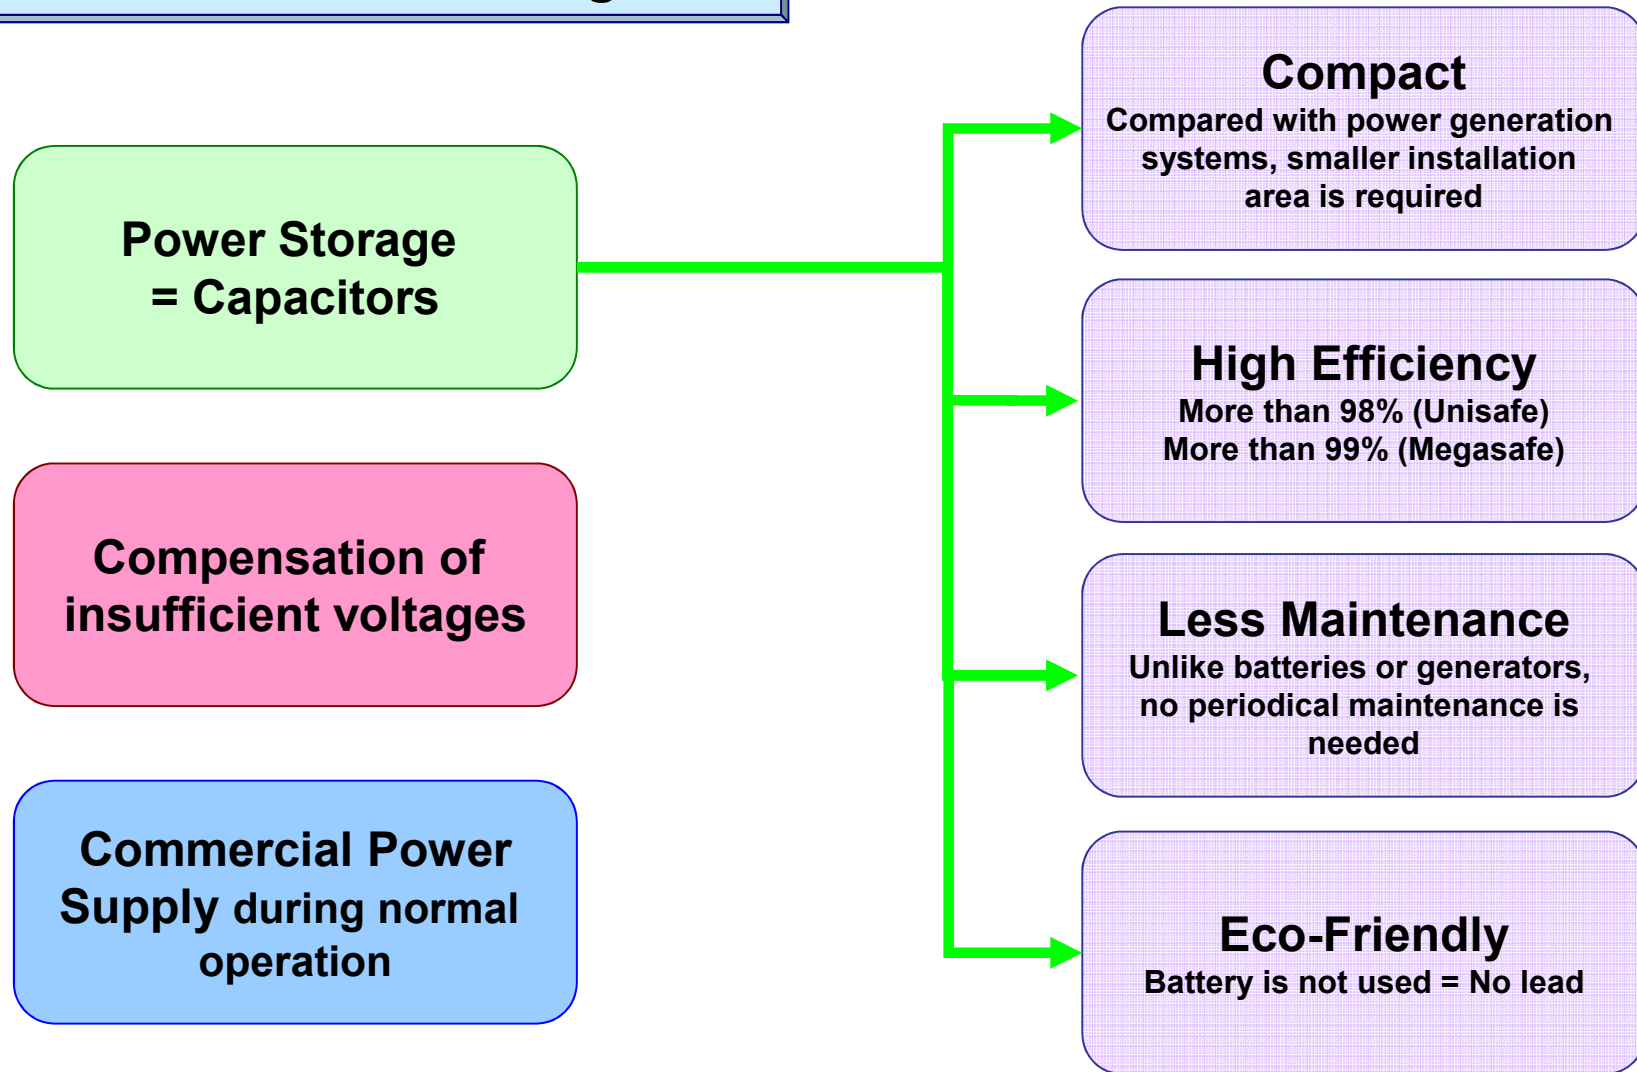 Power Storage
= Capacitors
Compensation of
insufficient voltages
Commercial Power
Supply during normal
operation
Compact
Compared with power generation
systems, smaller installation
area is required
High Efficiency
More than 98% (Unisafe)
More than 99% (Megasafe)
Less Maintenance
Unlike batteries or generators,
no periodical maintenance is
needed
Eco-Friendly
Battery is not used = No lead